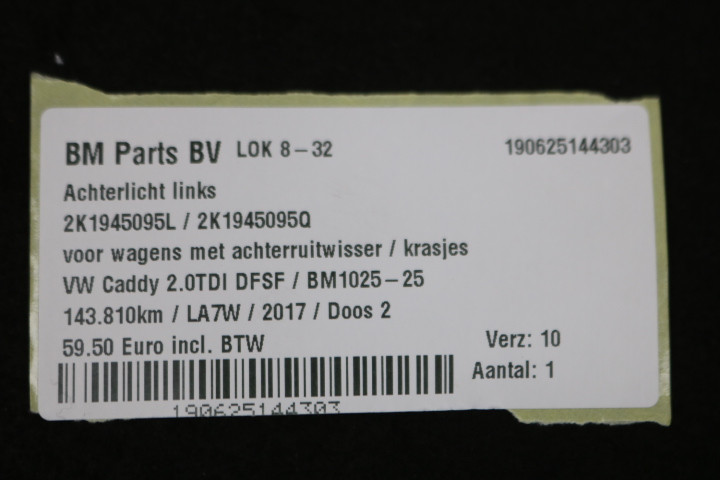 BM Parts BV LOK 8-32 190625144303
Achterlicht links
2K1945095L / 2K1945095Q
voor wagens met achterruitwisser / krasjes
VW Caddy 2.0TDI DFSF / BM1025-25
143.810km / LA7W / 2017 / Doos 2
59.50 Euro incl. BTW Verz: 10
Aantal: 1
190625144303